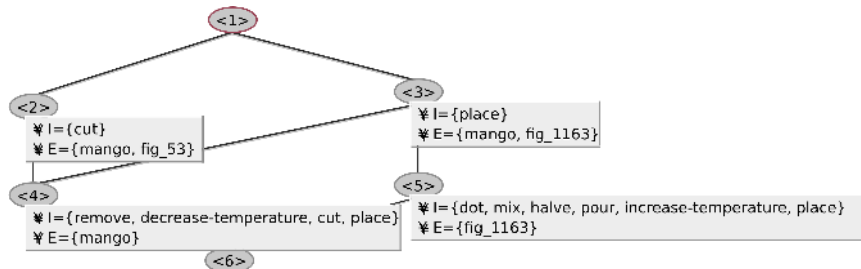 <1>
<2>
<3>
¥ I={cut}
¥ E={mango, fig_53}
¥ I={place}
¥ E={mango, fig_1163}
<4>
<5>
¥ I={remove, decrease-temperature, cut, place}
¥ E={mango}
¥ I={dot, mix, halve, pour, increase-temperature, place}
¥ E={fig_1163}
<6>